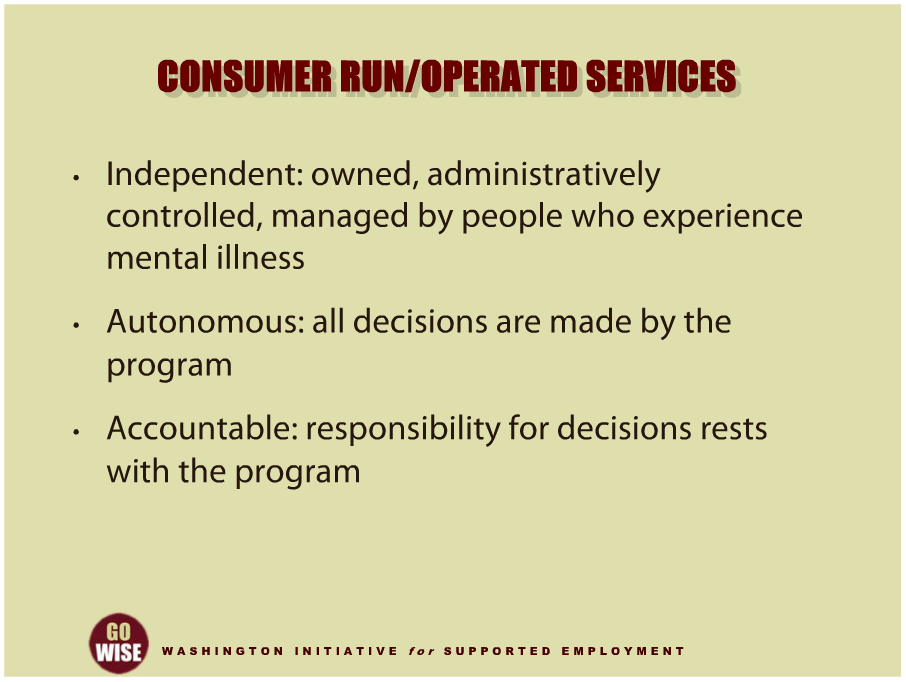 CONSUMER RUN/OPERATED SERVICES
• Independent: owned, administratively
controlled, managed by people who experience
mental illness
• Autonomous: all decisions are made by the
program
• Accountable: responsibility for decisions rests
with the program
GO
WISE
WASHINGTON INITIATIVE for SUPPORTED EMPLOYMENT